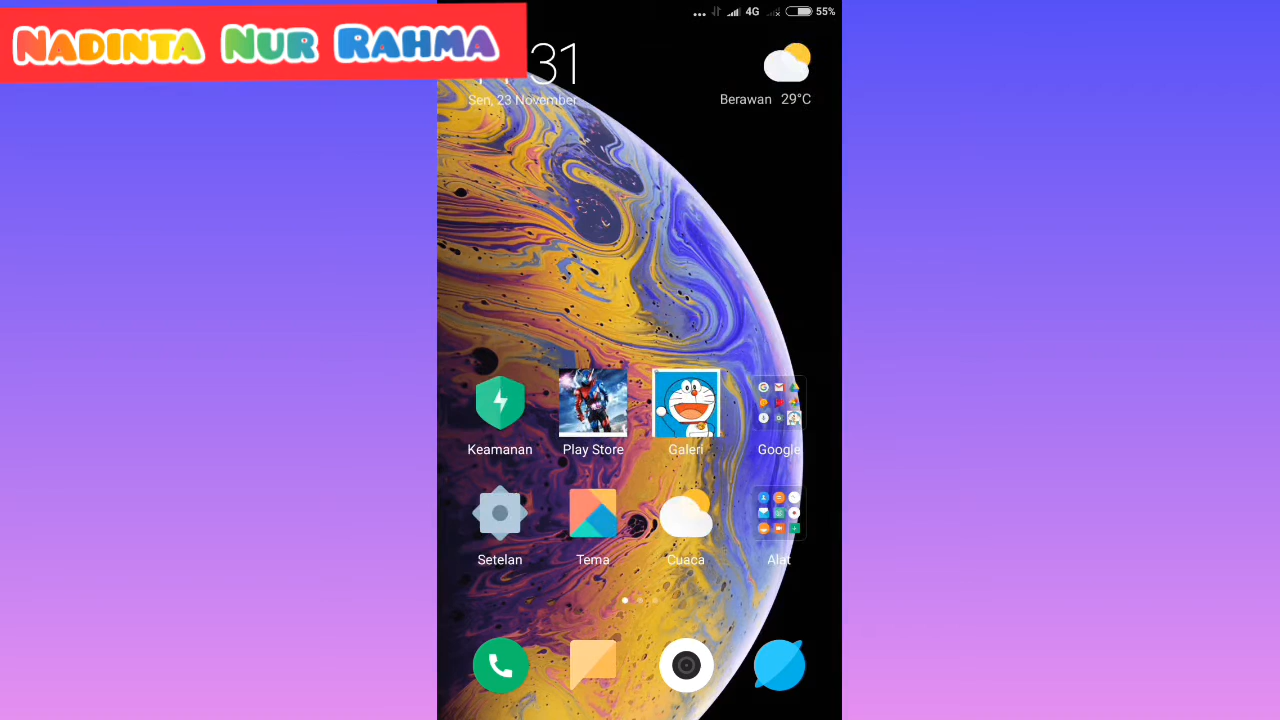 Nadinta Nur Rahma
4G 55%
31
Sen, 23 November
Berawan 29°C
Keamanan Play Store Galeri Google
Setelan Tema Cuaca Alat